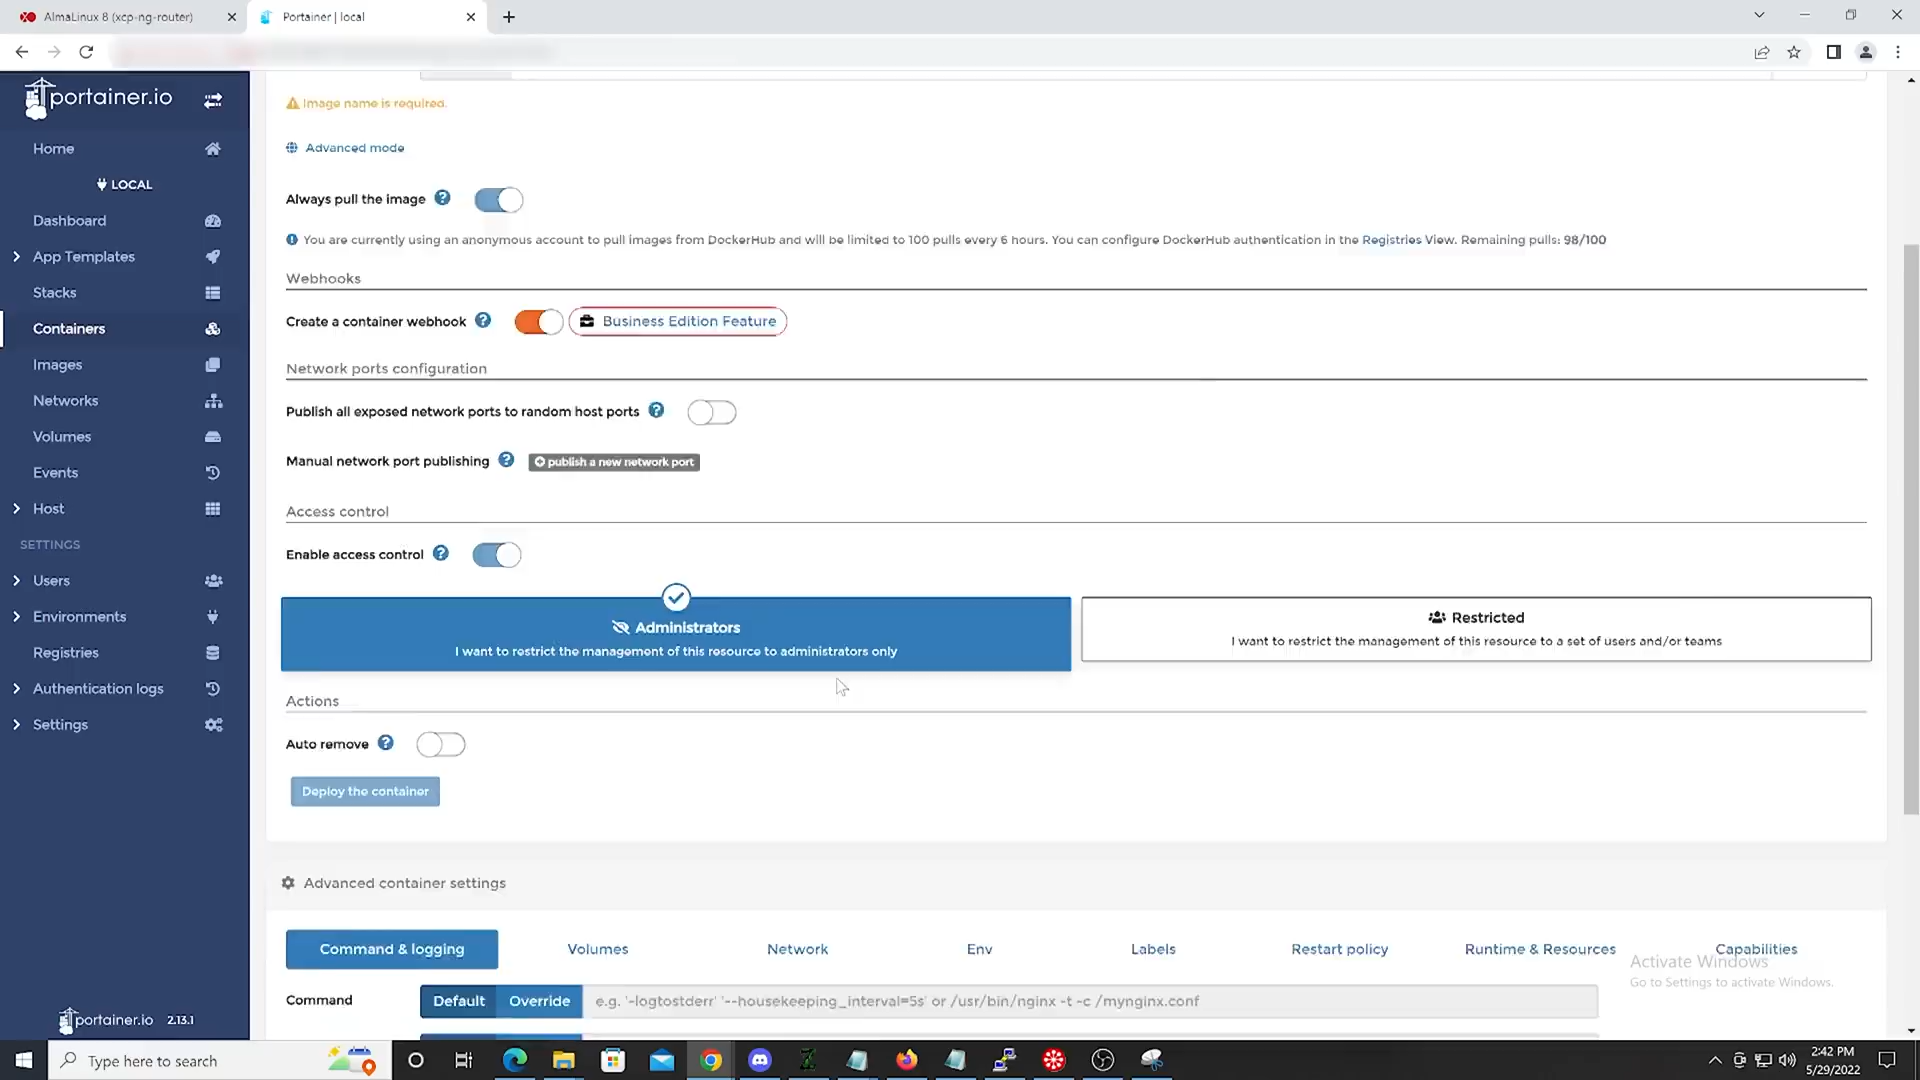 AlmaLinux 8 (xcp-ng-router)
Portainer | local
portainer.io
Home
LOCAL
Dashboard
App Templates
Stacks
Containers
Images
Networks
Volumes
Events
Host
SETTINGS
Users
Environments
Registries
Authentication logs
Settings
portainer.io 2.13.1
Image name is required.
Advanced mode
Always pull the image
You are currently using an anonymous account to pull images from DockerHub and will be limited to 100 pulls every 6 hours. You can configure DockerHub authentication in the Registries View. Remaining pulls: 98/100
Webhooks
Create a container webhook Business Edition Feature
Network ports configuration
Publish all exposed network ports to random host ports
Manual network port publishing publish a new network port
Access control
Enable access control
Administrators
I want to restrict the management of this resource to administrators only
Restricted
I want to restrict the management of this resource to a set of users and/or teams
Actions
Auto remove
Deploy the container
Advanced container settings
Command & logging Volumes Network Env Labels Restart policy Runtime & Resources Capabilities
Command Default Override e.g. '-logtostderr' '--housekeeping_interval=5s' or /usr/bin/nginx -t -c /mynginx.conf
Activate Windows
Go to Settings to activate Windows.
Type here to search
2:42 PM
5/29/2022